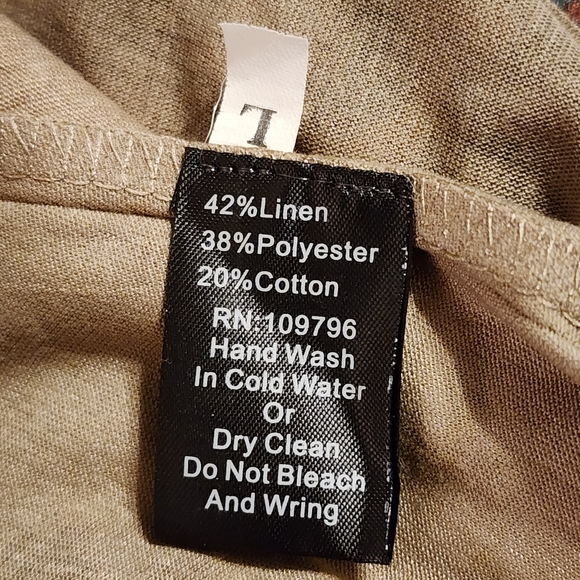 L
42%Linen
38%Polyester
20%Cotton
RN:109796
Hand Wash
In Cold Water
Or
Dry Clean
Do Not Bleach
And Wring